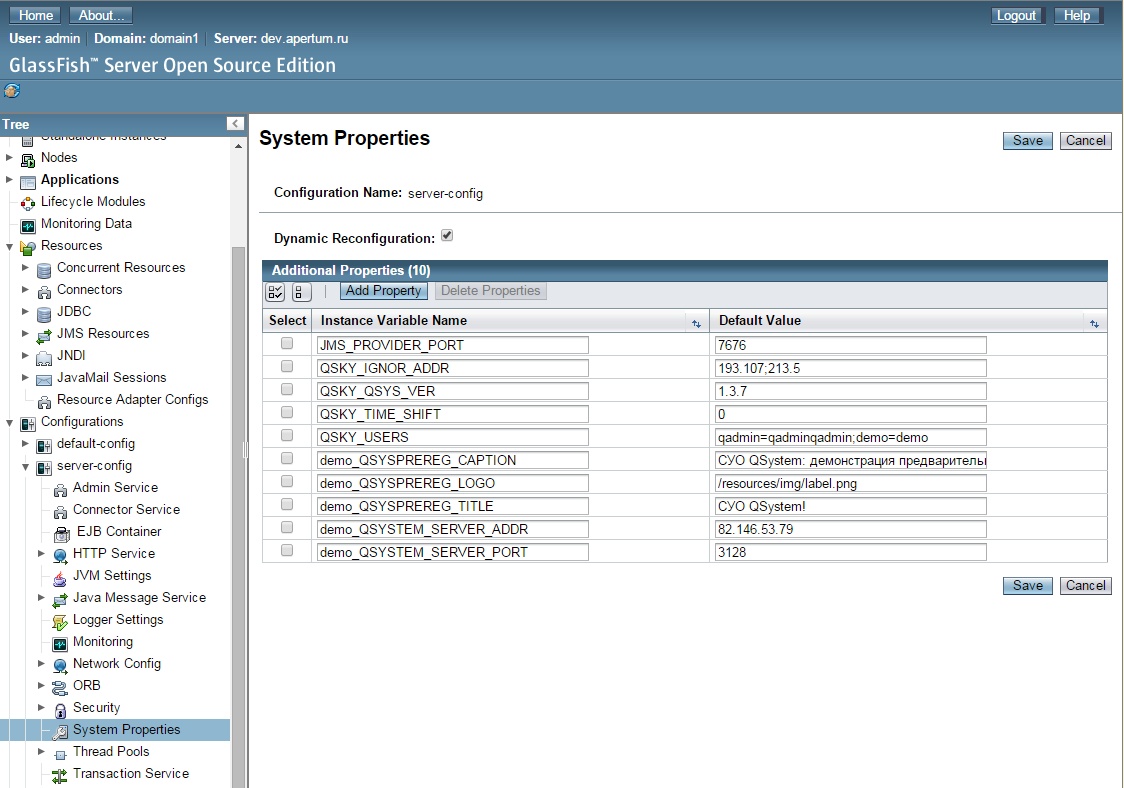 Home About... Logout Help
User: admin Domain: domain1 Server: dev.apertum.ru
GlassFish™ Server Open Source Edition
Tree
Standalone Instances
Nodes
Applications
Lifecycle Modules
Monitoring Data
Resources
Concurrent Resources
Connectors
JDBC
JMS Resources
JNDI
JavaMail Sessions
Resource Adapter Configs
Configurations
default-config
server-config
Admin Service
Connector Service
EJB Container
HTTP Service
JVM Settings
Java Message Service
Logger Settings
Monitoring
Network Config
ORB
Security
System Properties
Thread Pools
Transaction Service
System Properties
Save Cancel
Configuration Name: server-config
Dynamic Reconfiguration:
Additional Properties (10)
Add Property Delete Properties
Select Instance Variable Name Default Value
JMS_PROVIDER_PORT 7676
QSKY_IGNOR_ADDR 193.107;213.5
QSKY_QSYS_VER 1.3.7
QSKY_TIME_SHIFT 0
QSKY_USERS qadmin=qadminqadmin;demo=demo
demo_QSYSPREREG_CAPTION СУО QSystem: демонстрация предваритель
demo_QSYSPREREG_LOGO /resources/img/label.png
demo_QSYSPREREG_TITLE СУО QSystem!
demo_QSYSTEM_SERVER_ADDR 82.146.53.79
demo_QSYSTEM_SERVER_PORT 3128
Save Cancel